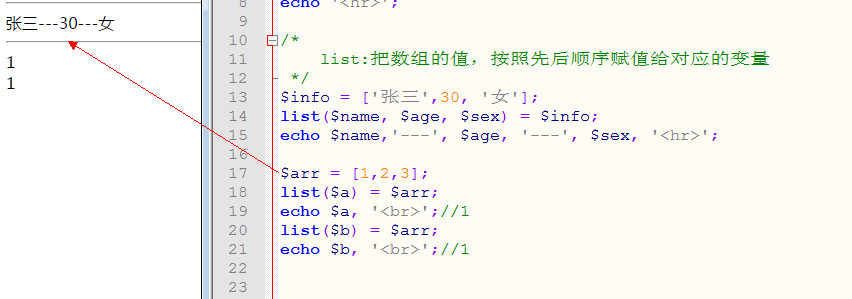 张三---30---女
1
1
8 echo '<hr>';
9
10 /*
11 list:把数组的值，按照先后顺序赋值给对应的变量
12 */
13 $info = ['张三',30, '女'];
14 list($name, $age, $sex) = $info;
15 echo $name,'---', $age, '---', $sex, '<hr>';
16
17 $arr = [1,2,3];
18 list($a) = $arr;
19 echo $a, '<br>';//1
20 list($b) = $arr;
21 echo $b, '<br>';//1
22
23